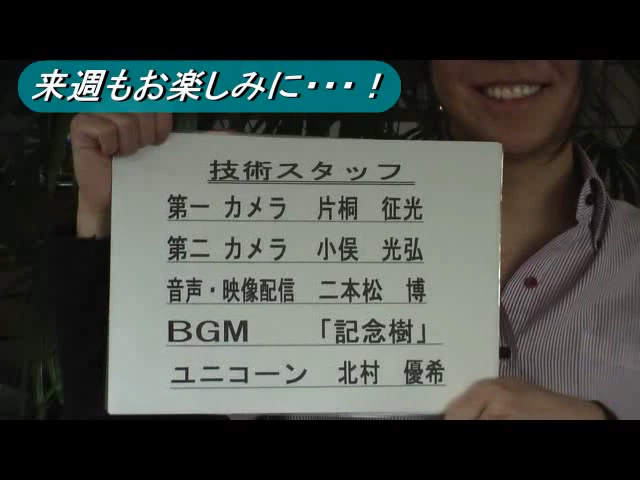 来週もお楽しみに・・・！
技術スタッフ
第一 カメラ 片桐 征光
第二 カメラ 小俣 光弘
音声・映像配信 二本松 博
BGM 「記念樹」
ユニコーン 北村 優希